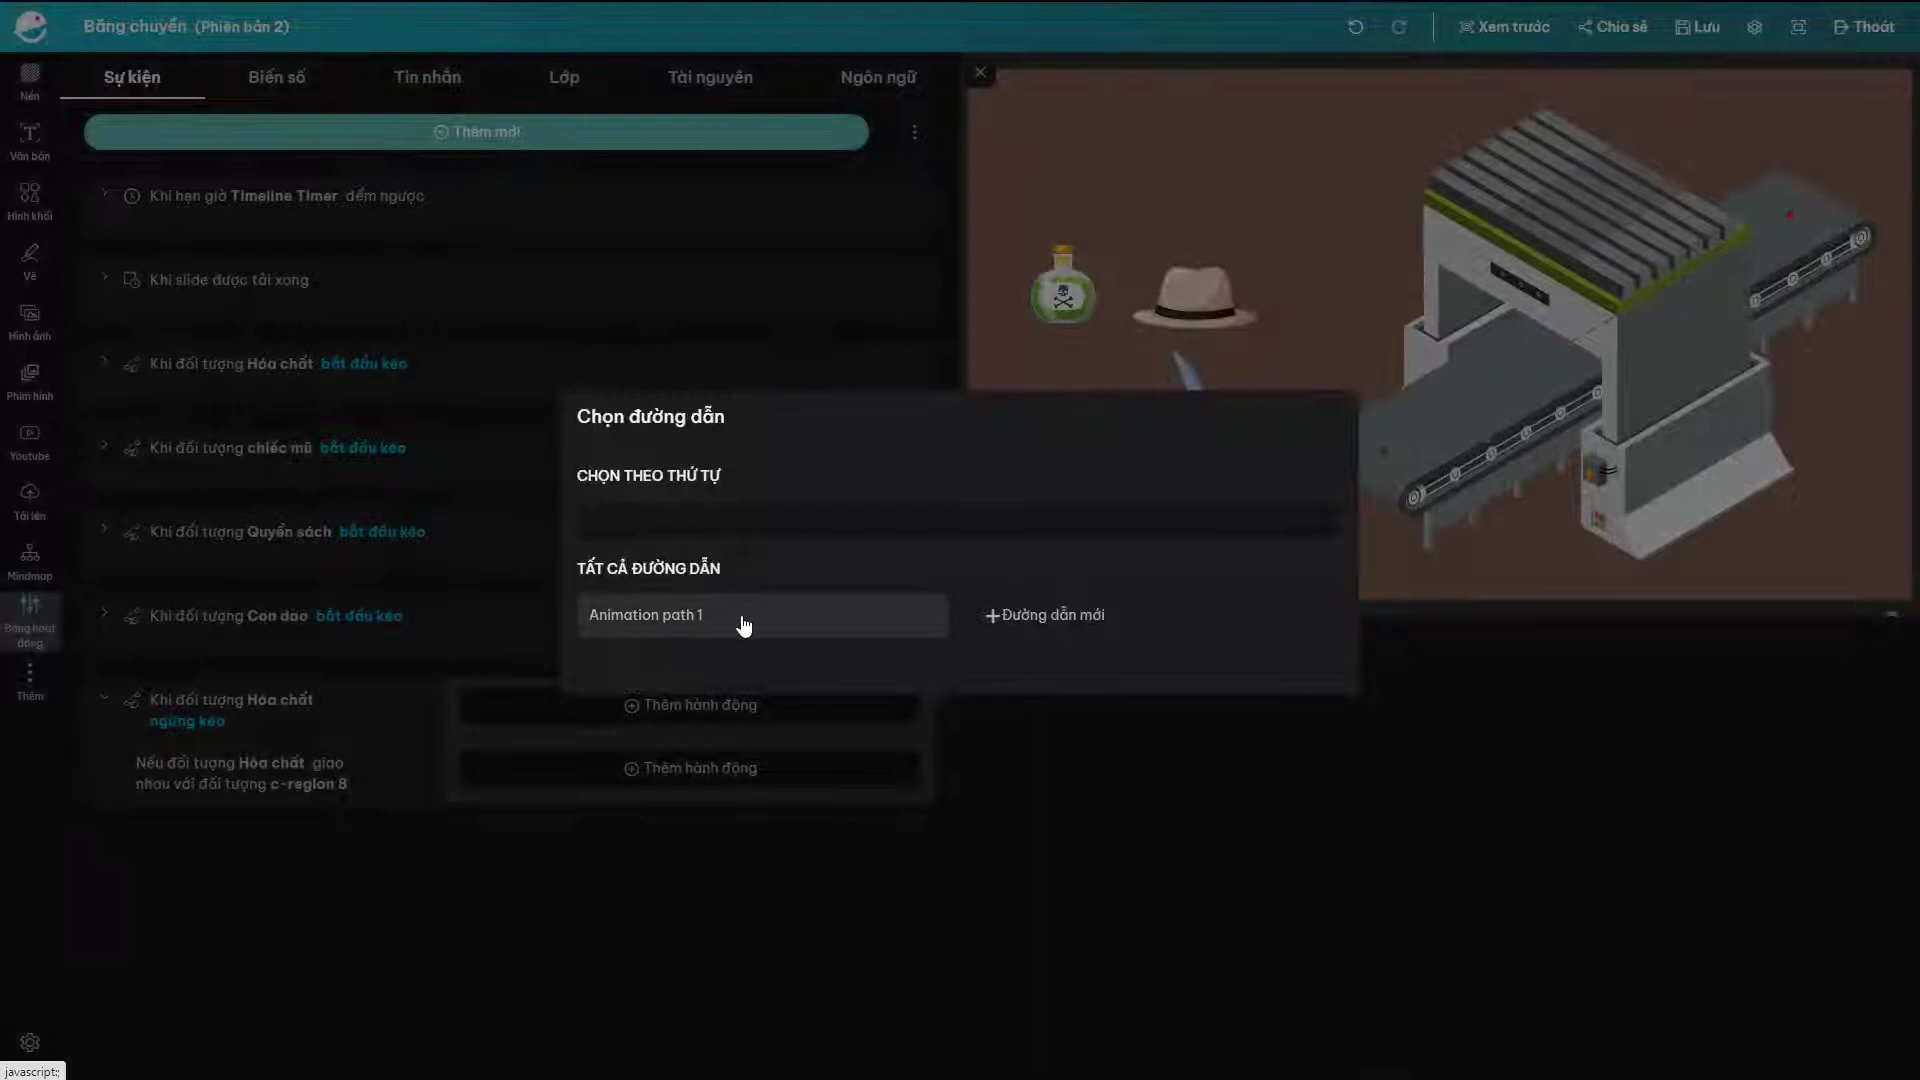 Băng chuyền (Phiên bản 2)
Xem trước
Chia sẻ
Lưu
Thoát
Nền
Văn bản
Hình khối
Vẽ
Hình ảnh
Phim hình
Youtube
Tải lên
Mindmap
Bảng hoạt động
Thêm
Sự kiện
Biến số
Tin nhắn
Lớp
Tài nguyên
Ngôn ngữ
Thêm mới
Khi hẹn giờ Timeline Timer đếm ngược
Khi slide được tải xong
Khi đối tượng Hóa chất bắt đầu kéo
Khi đối tượng chiếc mũ bắt đầu kéo
Khi đối tượng Quyển sách bắt đầu kéo
Khi đối tượng Con dao bắt đầu kéo
Khi đối tượng Hóa chất
ngừng kéo
Thêm hành động
Nếu đối tượng Hóa chất giao
nhau với đối tượng c-region 8
Thêm hành động
Chọn đường dẫn
CHỌN THEO THỨ TỰ
TẤT CẢ ĐƯỜNG DẪN
Animation path 1
+Đường dẫn mới
javascript:;